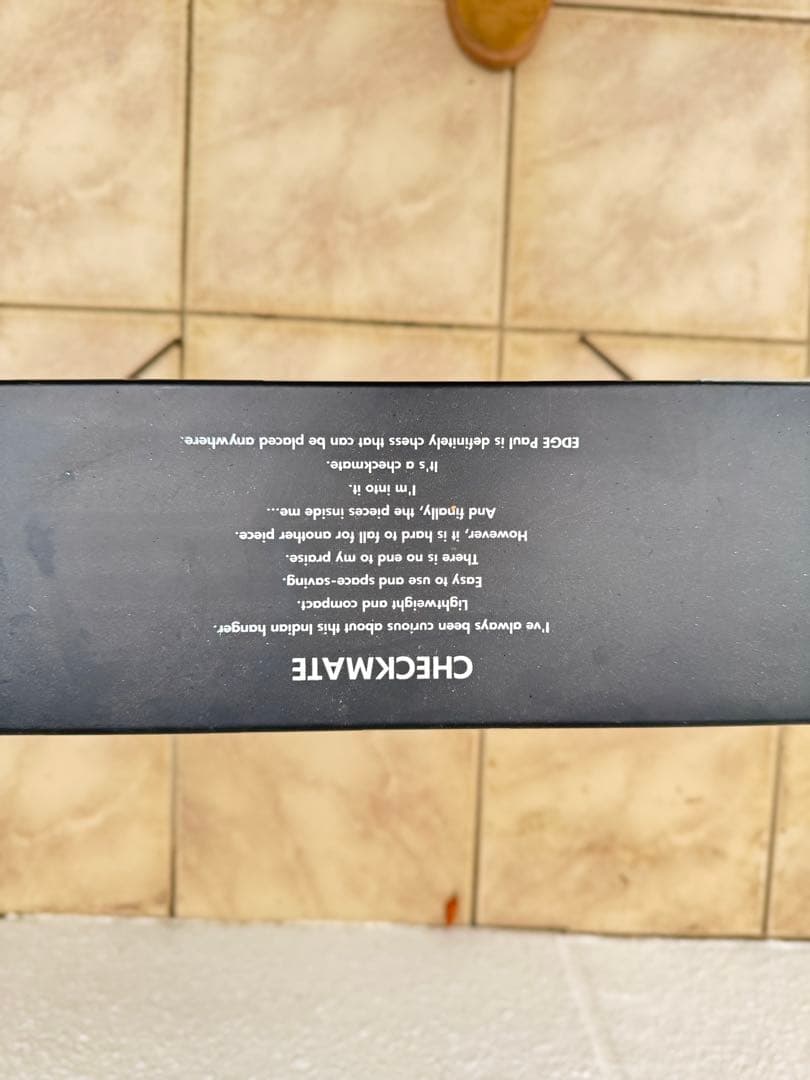 CHECKMATE
I've always been curious about this Indian hanger.
Lightweight and compact.
Easy to use and space-saving.
There is no end to my praise.
However, it is hard to fall for another piece.
And finally, the pieces inside me...
I'm into it.
It's a checkmate.
EDGE Paul is definitely chess that can be placed anywhere.